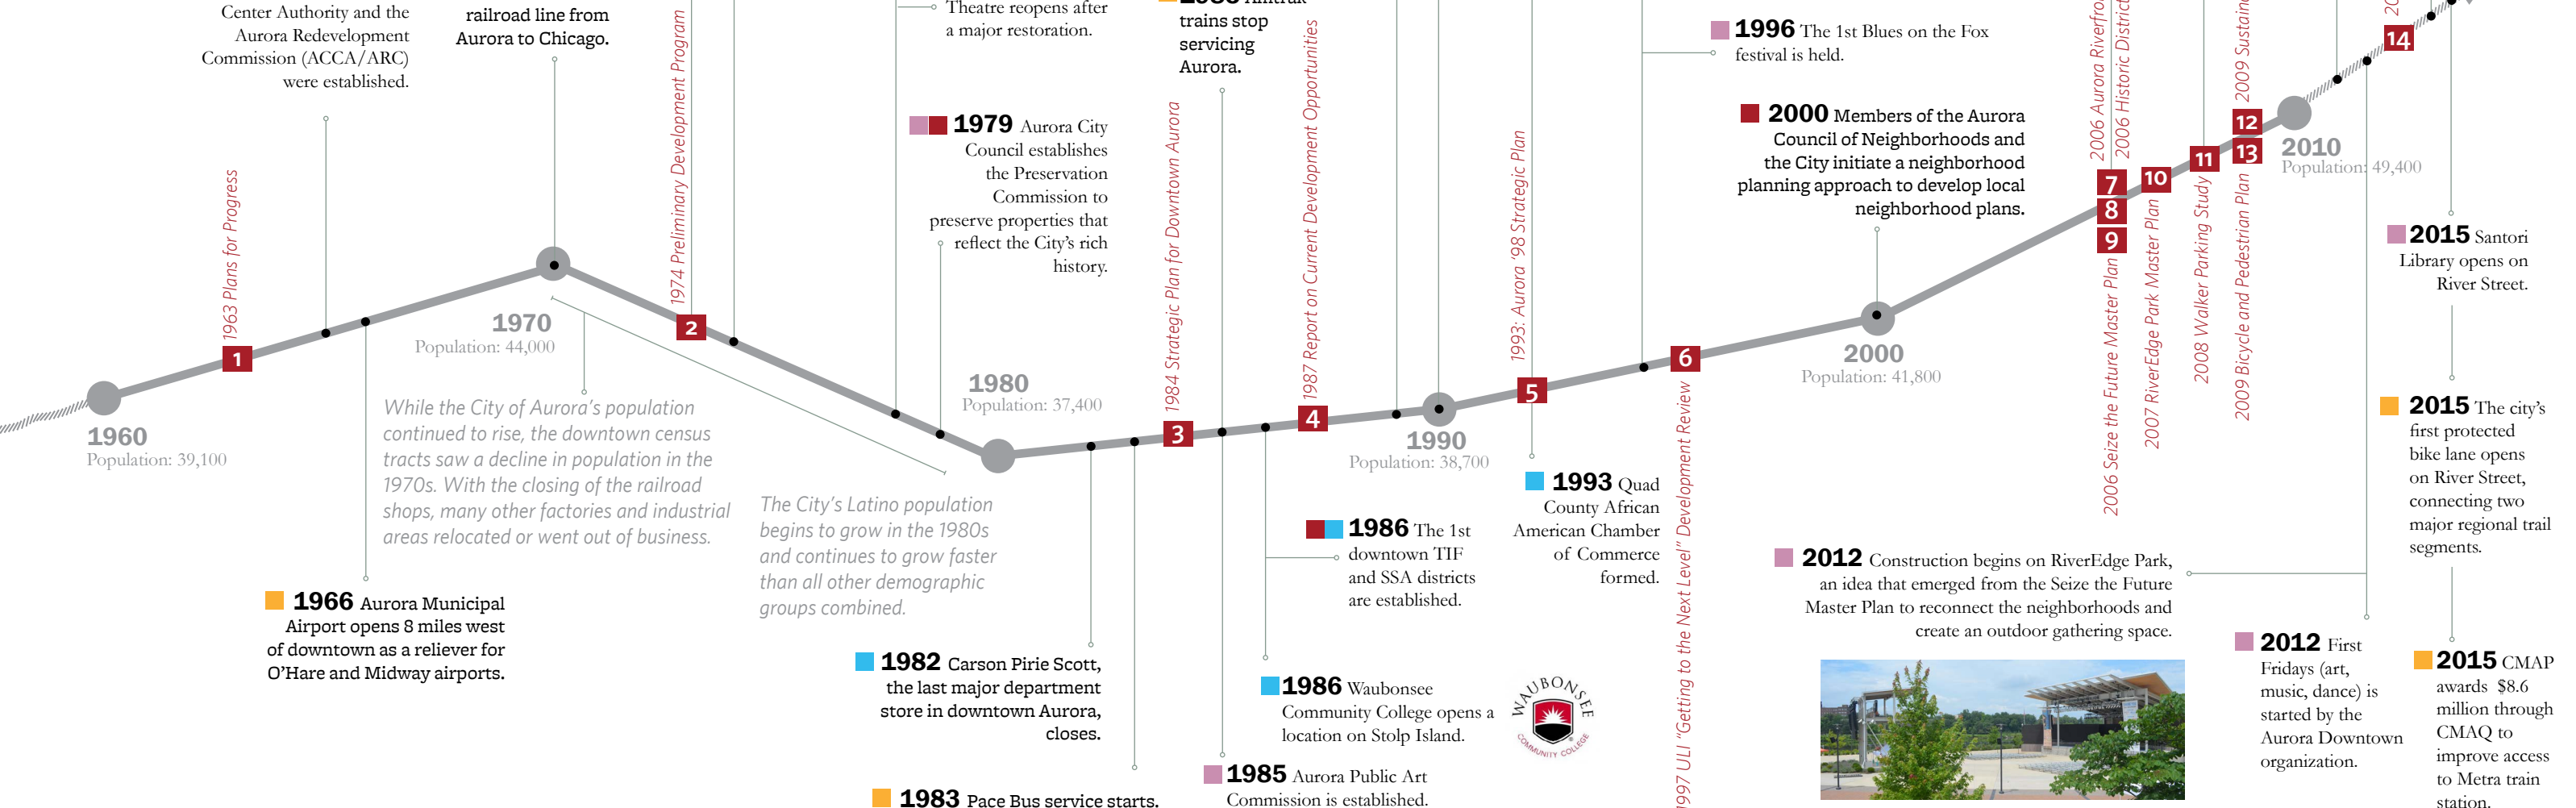 Center Authority and the
Aurora Redevelopment
Commission (ACCA/ARC)
were established.
railroad line from
Aurora to Chicago.
1963 Plans for Progress
1974 Preliminary Development Program
Theatre reopens after
a major restoration.
1979 Aurora City
Council establishes
the Preservation
Commission to
preserve properties that
reflect the City's rich
history.
trains stop
servicing
Aurora.
1984 Strategic Plan for Downtown Aurora
1987 Report on Current Development Opportunities
1993: Aurora '98 Strategic Plan
1996 The 1st Blues on the Fox
festival is held.
2000 Members of the Aurora
Council of Neighborhoods and
the City initiate a neighborhood
planning approach to develop local
neighborhood plans.
2006 Aurora Riverfro
2006 Historic District
2009 Sustaina
14
12
13
11
10
7
8
9
2010
Population: 49,400
2006 Seize the Future Master Plan
2007 RiverEdge Park Master Plan
2008 Walker Parking Study
2009 Bicycle and Pedestrian Plan
2015 Santori
Library opens on
River Street.
2015 The city's
first protected
bike lane opens
on River Street,
connecting two
major regional trail
segments.
2015 CMAP
awards $8.6
million through
CMAQ to
improve access
to Metra train
station.
1
2
3
4
5
6
1960
Population: 39,100
1970
Population: 44,000
1980
Population: 37,400
1990
Population: 38,700
2000
Population: 41,800
While the City of Aurora's population
continued to rise, the downtown census
tracts saw a decline in population in the
1970s. With the closing of the railroad
shops, many other factories and industrial
areas relocated or went out of business.
The City's Latino population
begins to grow in the 1980s
and continues to grow faster
than all other demographic
groups combined.
1966 Aurora Municipal
Airport opens 8 miles west
of downtown as a reliever for
O'Hare and Midway airports.
1982 Carson Pirie Scott,
the last major department
store in downtown Aurora,
closes.
1983 Pace Bus service starts.
1985 Aurora Public Art
Commission is established.
1986 The 1st
downtown TIF
and SSA districts
are established.
1986 Waubonsee
Community College opens a
location on Stolp Island.
WAUBONSEE
COMMUNITY COLLEGE
1993 Quad
County African
American Chamber
of Commerce
formed.
1997 ULI "Getting to the Next Level" Development Review
2012 Construction begins on RiverEdge Park,
an idea that emerged from the Seize the Future
Master Plan to reconnect the neighborhoods and
create an outdoor gathering space.
2012 First
Fridays (art,
music, dance) is
started by the
Aurora Downtown
organization.